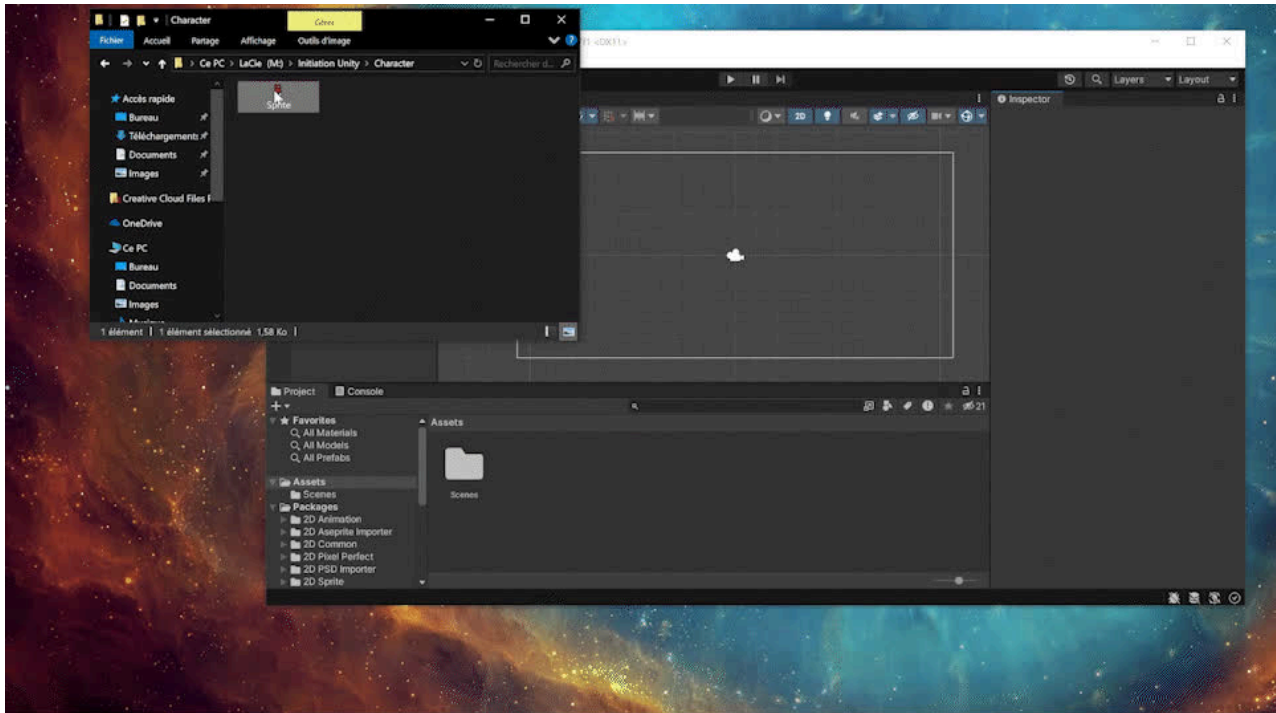 Character
Gérer
Fichier Accueil Partage Affichage Outils d'image
Ce PC > LaCie (M:) > Initiation Unity > Character
Rechercher d...
Accès rapide
Bureau
Téléchargements
Documents
Images
Creative Cloud Files F
OneDrive
Ce PC
Bureau
Documents
Images
Musique
Sprite
1 élément
1 élément sélectionné 1,58 Ko
<DX11>
Layers
Layout
2D
Inspector
Project
Console
21
Favorites
All Materials
All Models
All Prefabs
Assets
Scenes
Packages
2D Animation
2D Aseprite Importer
2D Common
2D Pixel Perfect
2D PSD Importer
2D Sprite
Assets
Scenes